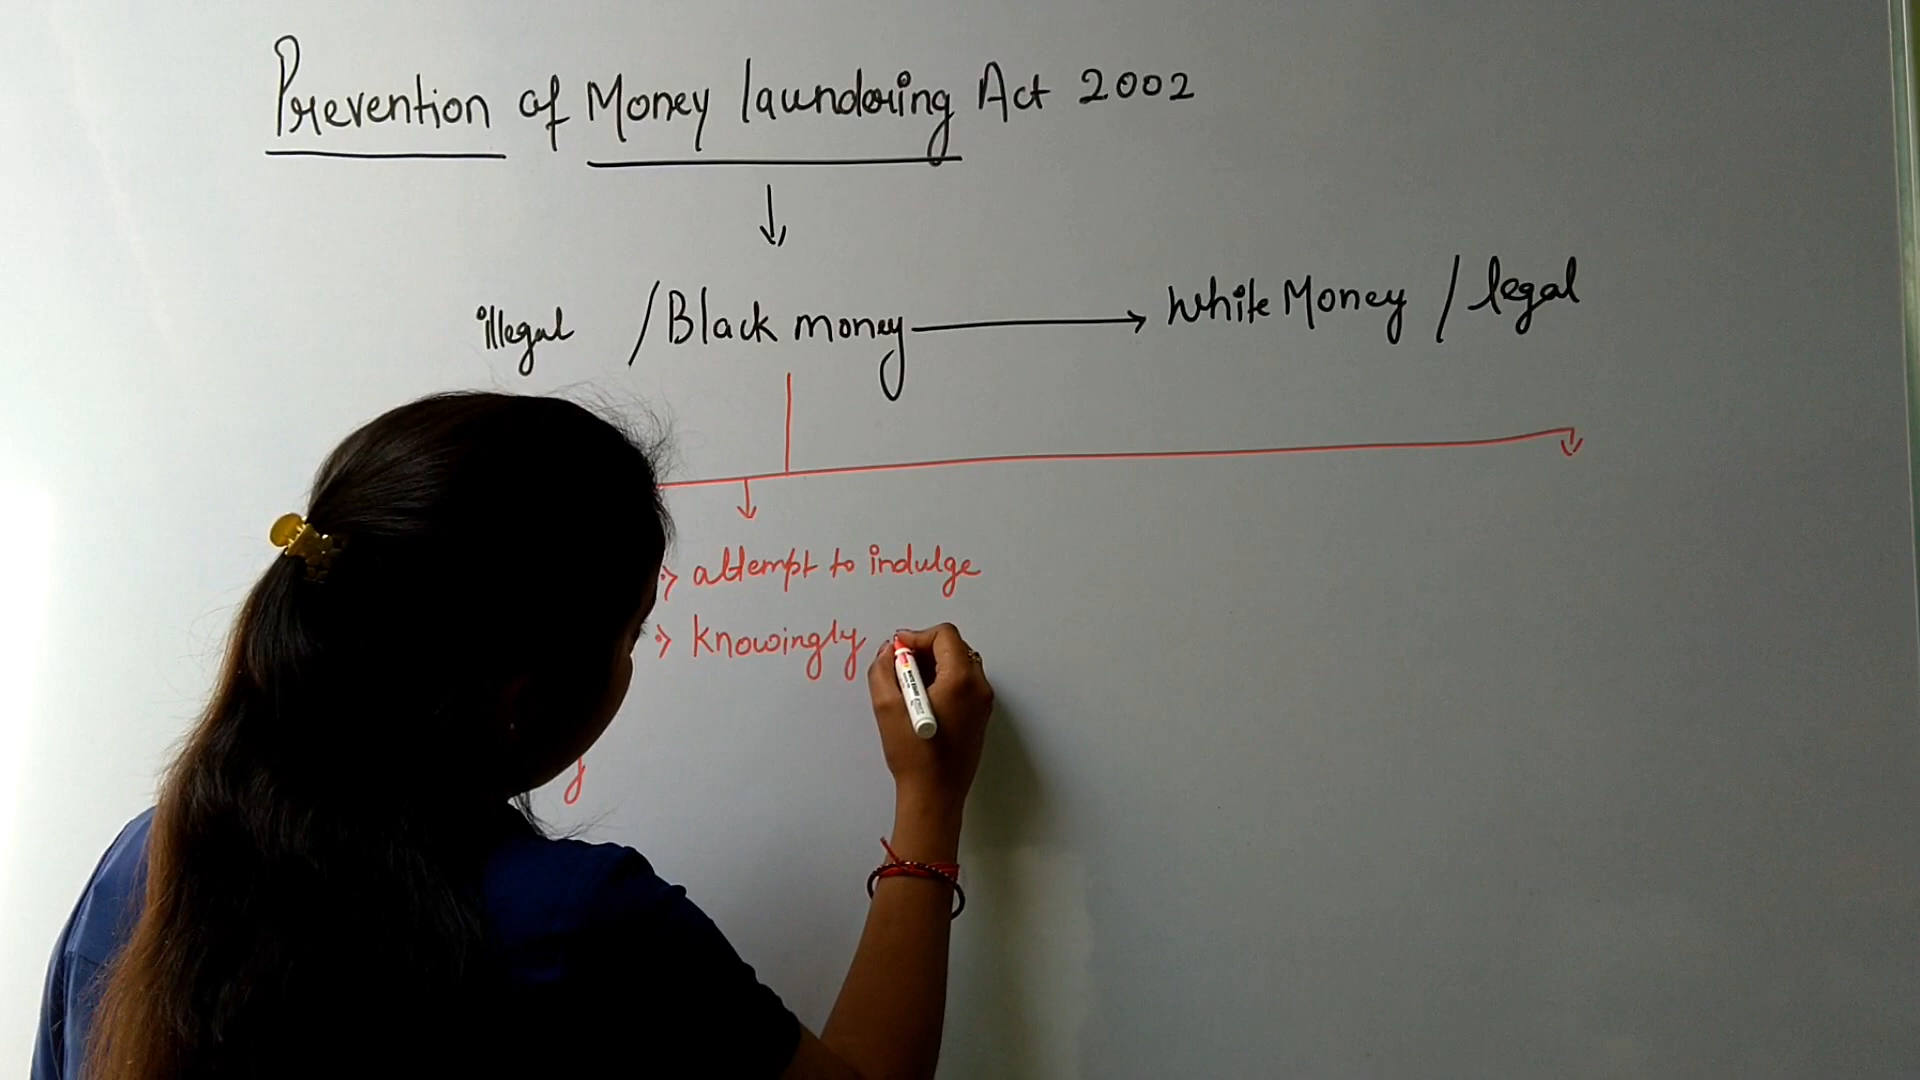 Prevention of Money laundering Act 2002
illegal / Black money → White Money / legal
attempt to indulge
knowingly